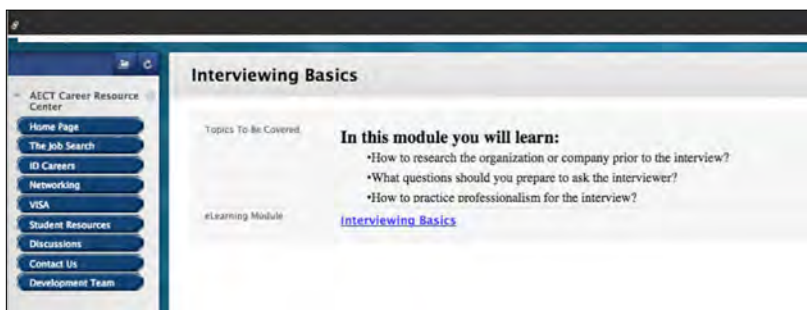 AECT Career Resource
Center
Home Page
The Job Search
ID Careers
Networking
VISA
Student Resources
Discussions
Contact Us
Development Team
Interviewing Basics
Topics To Be Covered
In this module you will learn:
•How to research the organization or company prior to the interview?
•What questions should you prepare to ask the interviewer?
•How to practice professionalism for the interview?
eLearning Module
Interviewing Basics